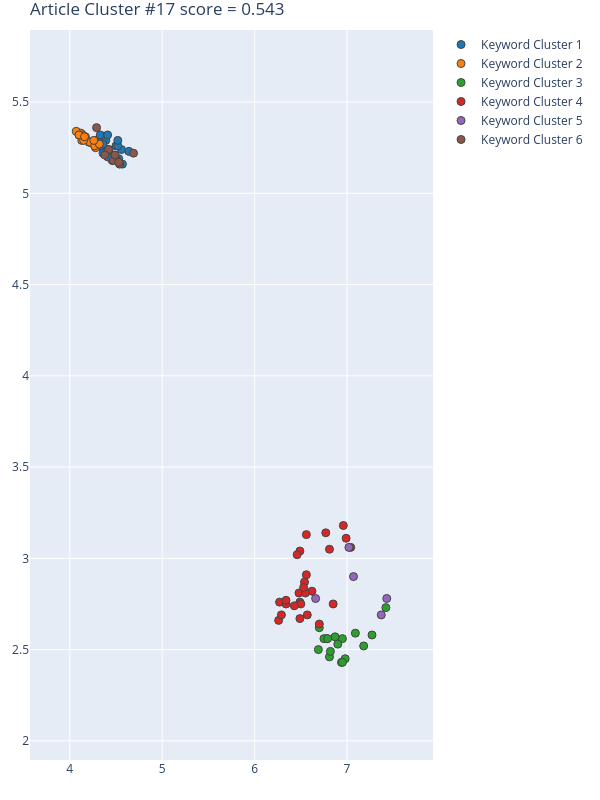 Article Cluster #17 score = 0.543
Keyword Cluster 1
Keyword Cluster 2
Keyword Cluster 3
Keyword Cluster 4
Keyword Cluster 5
Keyword Cluster 6
5.5
5
4.5
4
3.5
3
2.5
2
4 5 6 7